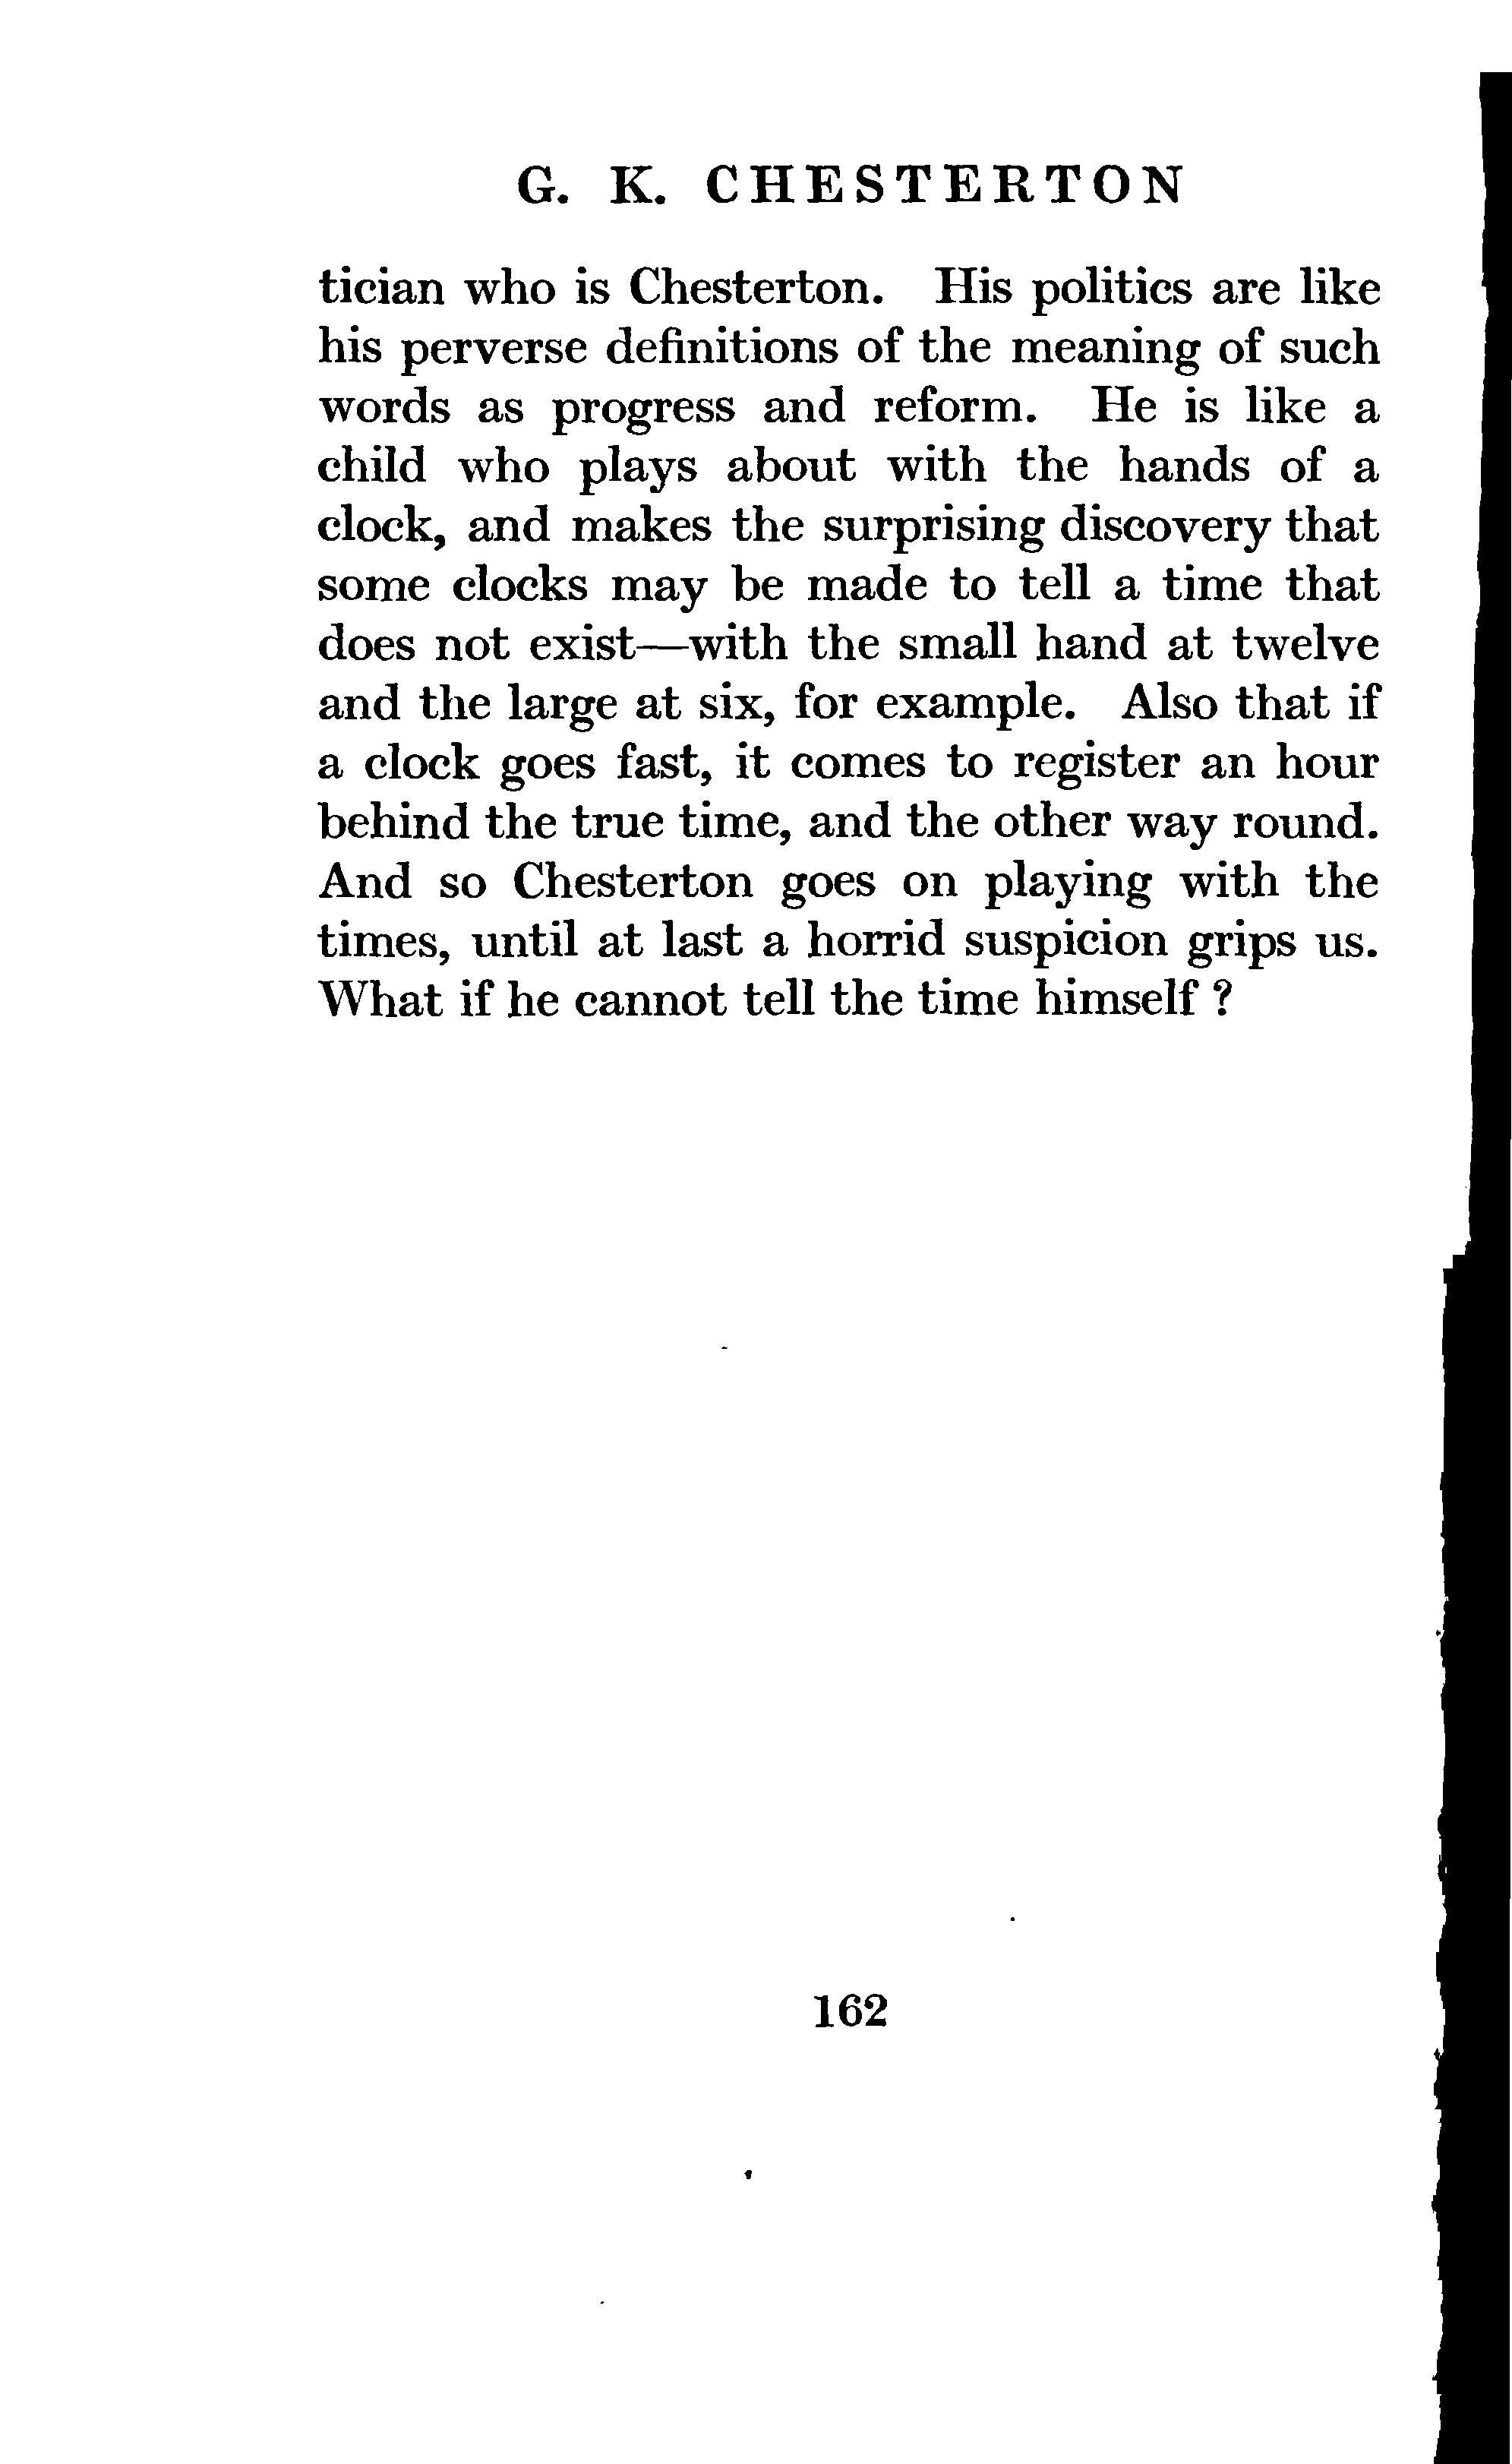 G. K. CHESTERTON
tician who is Chesterton. His politics are like
his perverse definitions of the meaning of such
words as progress and reform. He is like a
child who plays about with the hands of a
clock, and makes the surprising discovery that
some clocks may be made to tell a time that
does not exist—with the small hand at twelve
and the large at six, for example. Also that if
a clock goes fast, it comes to register an hour
behind the true time, and the other way round.
And so Chesterton goes on playing with the
times, until at last a horrid suspicion grips us.
What if he cannot tell the time himself ?
162